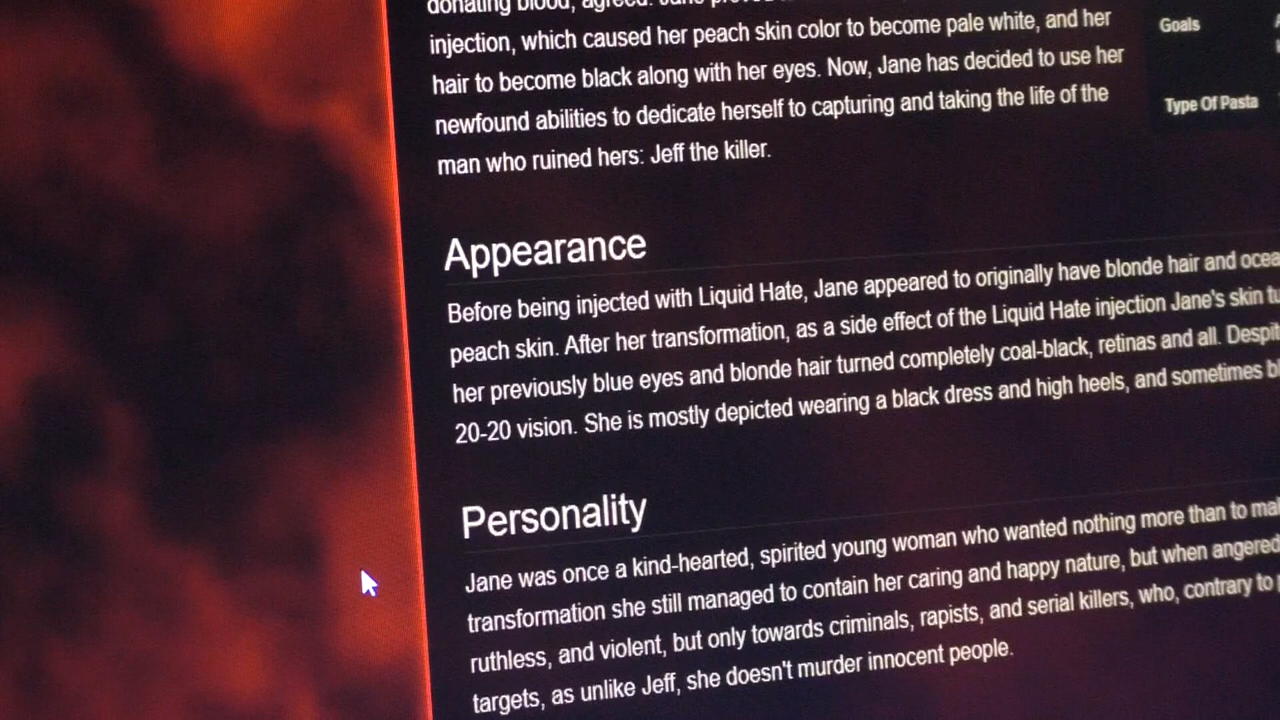 donating blood, agreed. Jane
injection, which caused her peach skin color to become pale white, and her
hair to become black along with her eyes. Now, Jane has decided to use her
newfound abilities to dedicate herself to capturing and taking the life of the
man who ruined hers: Jeff the killer.
Goals
Type Of Pasta
Appearance
Before being injected with Liquid Hate, Jane appeared to originally have blonde hair and
peach skin. After her transformation, as a side effect of the Liquid Hate injection Jane's skin
her previously blue eyes and blonde hair turned completely coal-black, retinas and all.
20-20 vision. She is mostly depicted wearing a black dress and high heels, and sometimes
Personality
Jane was once a kind-hearted, spirited young woman who wanted nothing more than to
transformation she still managed to contain her caring and happy nature, but when angered
ruthless, and violent, but only towards criminals, rapists, and serial killers, who, contrary to
targets, as unlike Jeff, she doesn't murder innocent people.